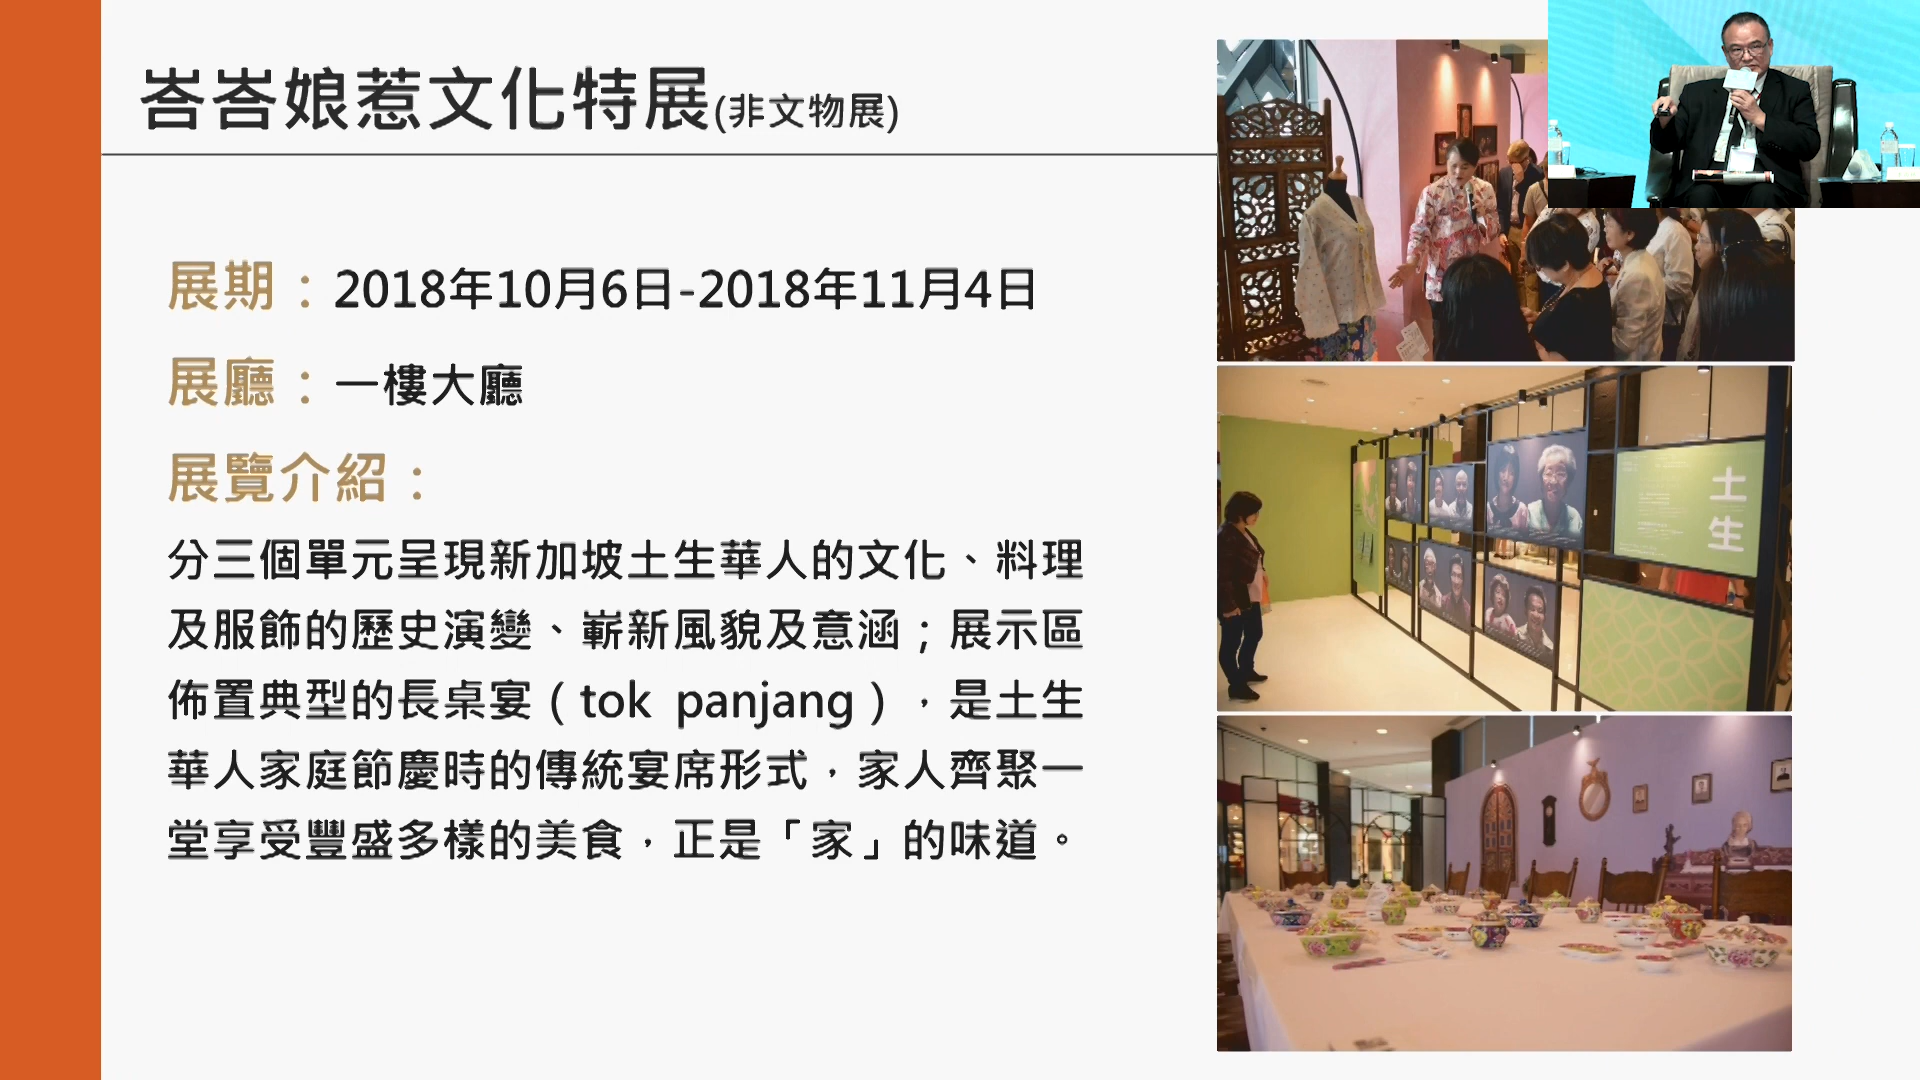 峇峇娘惹文化特展(非文物展)
展期：2018年10月6日-2018年11月4日
展廳：一樓大廳
展覽介紹：
分三個單元呈現新加坡土生華人的文化、料理
及服飾的歷史演變、嶄新風貌及意涵；展示區
佈置典型的長桌宴（tok panjang），是土生
華人家庭節慶時的傳統宴席形式，家人齊聚一
堂享受豐盛多樣的美食，正是「家」的味道。
土生